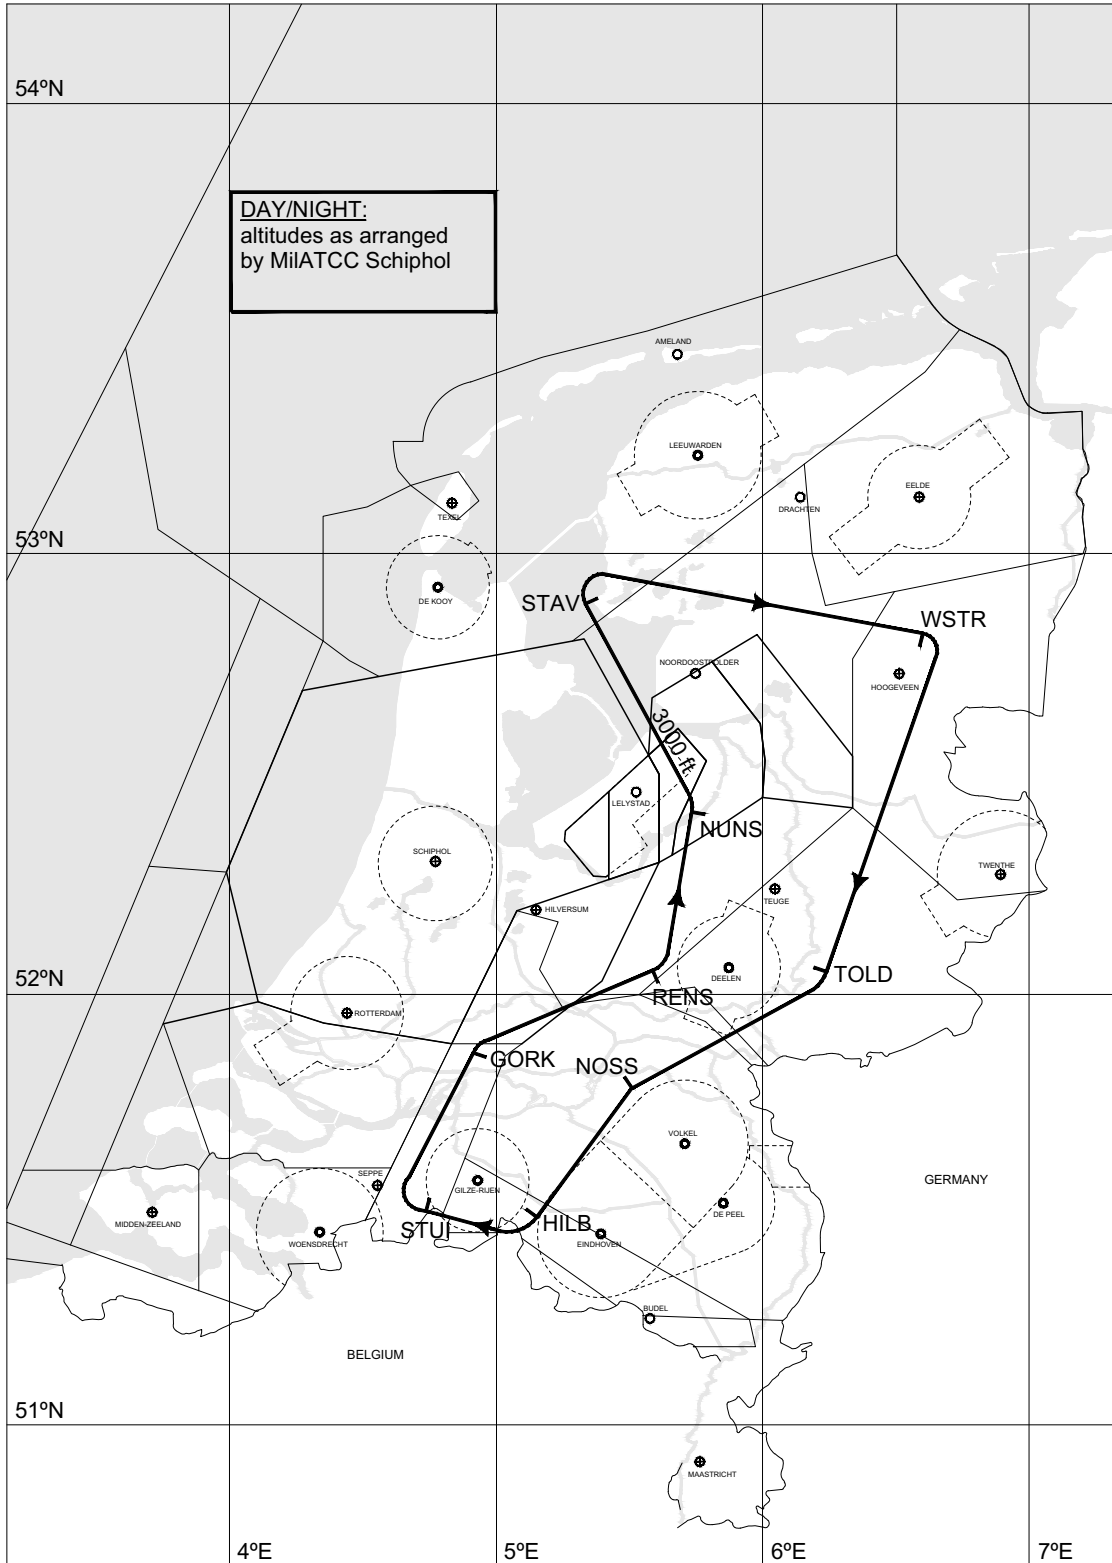 54ºN
DAY/NIGHT:
altitudes as arranged
by MilATCC Schiphol
AMELAND
LEEUWARDEN
EELDE
DRACHTEN
TEXEL
53ºN
DE KOOY
STAV
WSTR
NOORDOOSTPOLDER
HOOGEVEEN
3000 ft
LELYSTAD
NUNS
SCHIPHOL
TWENTHE
TEUGE
HILVERSUM
DEELEN
TOLD
52ºN
RENS
ROTTERDAM
GORK
NOSS
VOLKEL
SEPPE
GILZE-RIJEN
GERMANY
DE PEEL
MIDDEN-ZEELAND
STUI
HILB
WOENSDRECHT
EINDHOVEN
BUDEL
BELGIUM
51ºN
MAASTRICHT
4ºE
5ºE
6ºE
7ºE